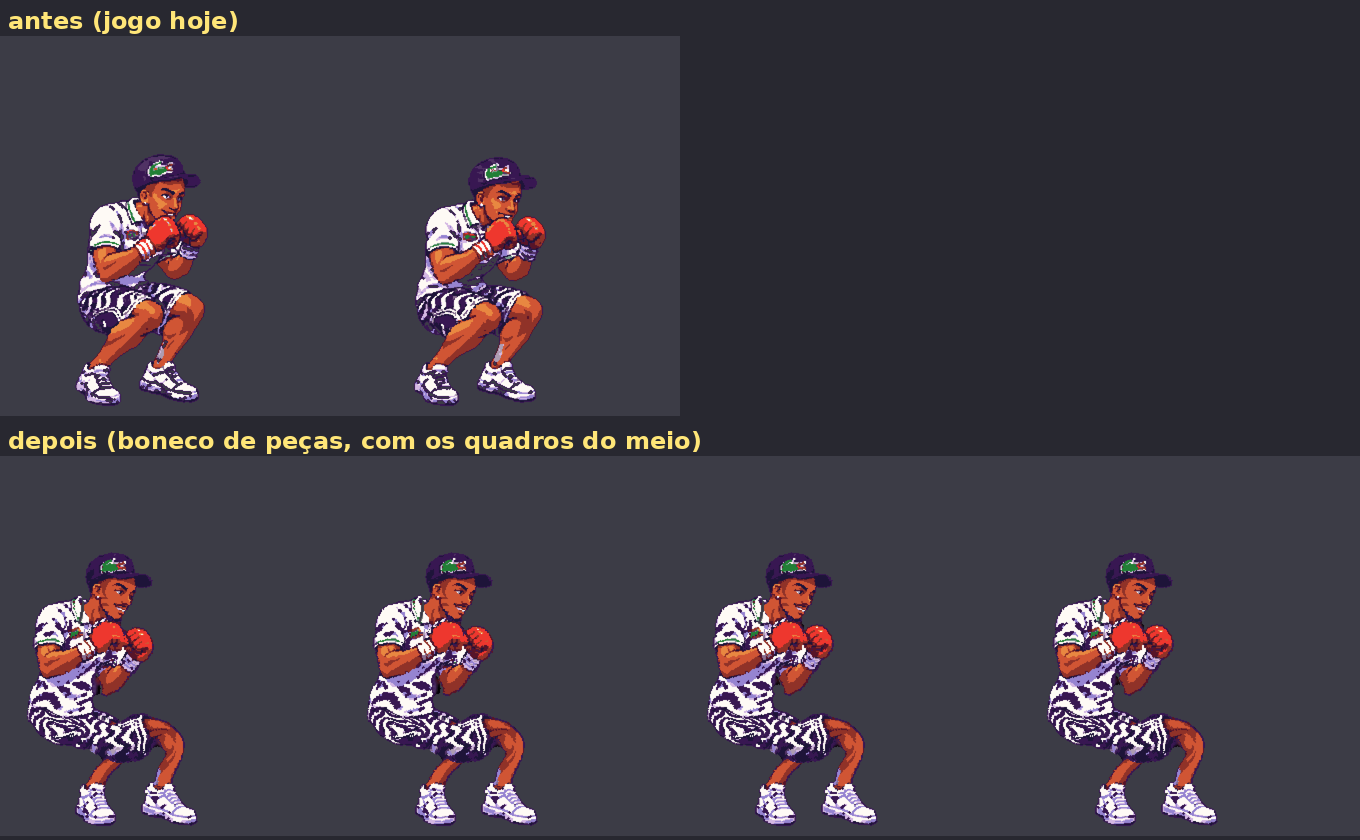 antes (jogo hoje)
depois (boneco de peças, com os quadros do meio)